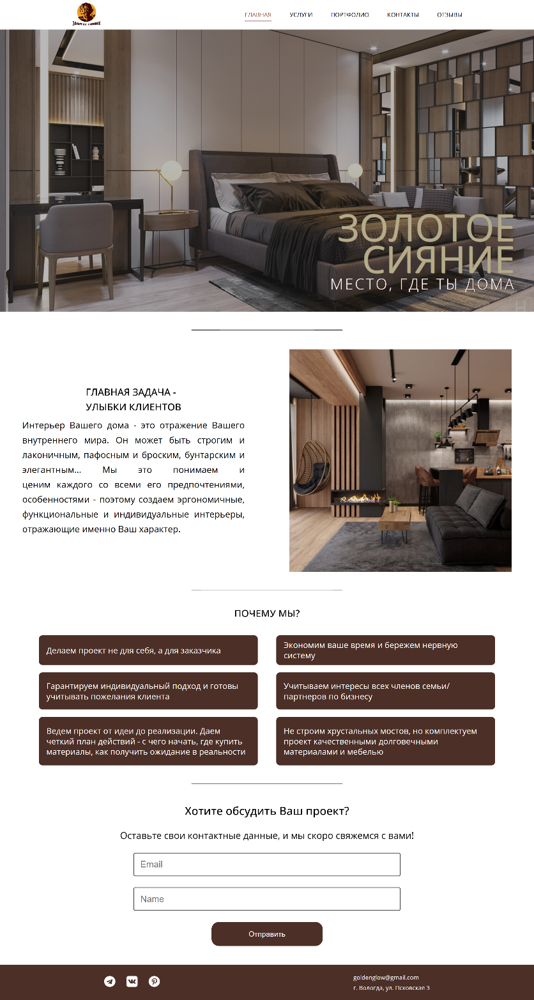 ЗОЛОТОЕ СИЯНИЕ
ГЛАВНАЯ УСЛУГИ ПОРТФОЛИО КОНТАКТЫ ОТЗЫВЫ
ЗОЛОТОЕ
СИЯНИЕ
МЕСТО, ГДЕ ТЫ ДОМА
ГЛАВНАЯ ЗАДАЧА -
УЛЫБКИ КЛИЕНТОВ
Интерьер Вашего дома - это отражение Вашего
внутреннего мира. Он может быть строгим и
лаконичным, пафосным и броским, бунтарским и
элегантным... Мы это понимаем и
ценим каждого со всеми его предпочтениями,
особенностями - поэтому создаем эргономичные,
функциональные и индивидуальные интерьеры,
отражающие именно Ваш характер.
ПОЧЕМУ МЫ?
Делаем проект не для себя, а для заказчика
Экономим ваше время и бережем нервную
систему
Гарантируем индивидуальный подход и готовы
учитывать пожелания клиента
Учитываем интересы всех членов семьи/
партнеров по бизнесу
Ведем проект от идеи до реализации. Даем
четкий план действий - с чего начать, где купить
материалы, как получить ожидание в реальности
Не строим хрустальных мостов, но комплектуем
проект качественными долговечными
материалами и мебелью
Хотите обсудить Ваш проект?
Оставьте свои контактные данные, и мы скоро свяжемся с вами!
Email
Name
Отправить
goldenglow@gmail.com
г. Вологда, ул. Псковская 3